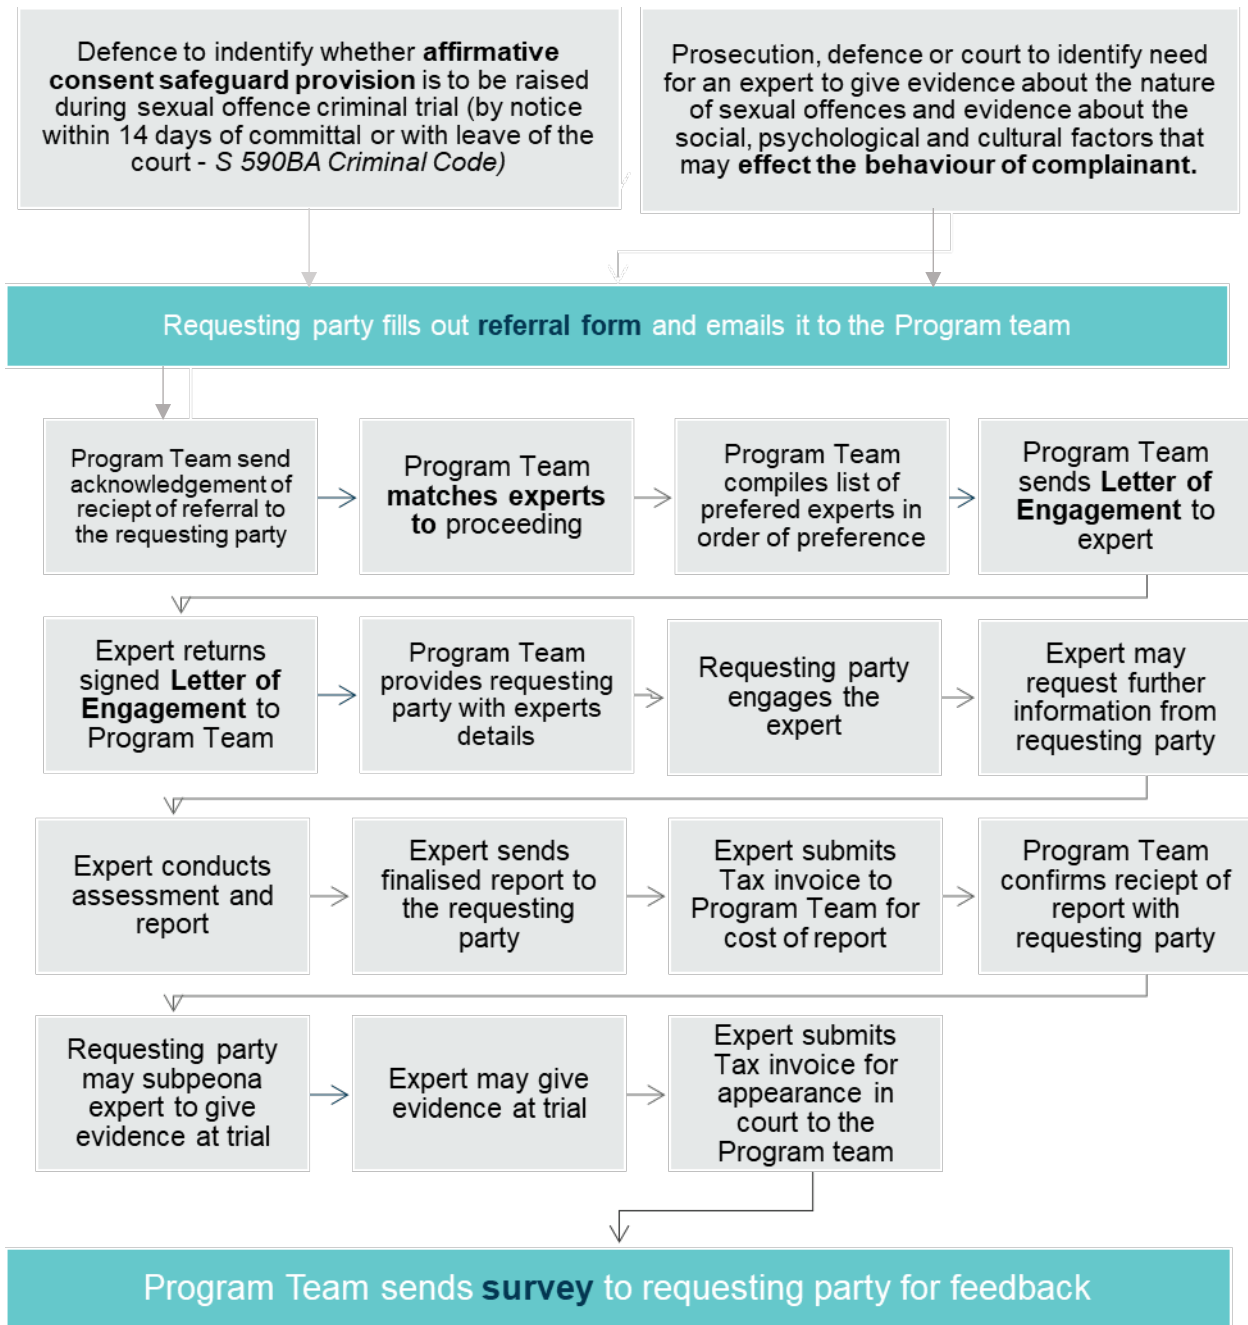 Defence to indentify whether affirmative
consent safeguard provision is to be raised
during sexual offence criminal trial (by notice
within 14 days of committal or with leave of the
court - S 590BA Criminal Code)
Prosecution, defence or court to identify need
for an expert to give evidence about the nature
of sexual offences and evidence about the
social, psychological and cultural factors that
may effect the behaviour of complainant.
Requesting party fills out referral form and emails it to the Program team
Program Team send
acknowledgement of
reciept of referral to
the requesting party
Program Team
matches experts
to proceeding
Program Team
compiles list of
prefered experts in
order of preference
Program Team
sends Letter of
Engagement to
expert
Expert returns
signed Letter of
Engagement to
Program Team
Program Team
provides requesting
party with experts
details
Requesting party
engages the
expert
Expert may
request further
information from
requesting party
Expert conducts
assessment and
report
Expert sends
finalised report to
the requesting
party
Expert submits
Tax invoice to
Program Team for
cost of report
Program Team
confirms reciept of
report with
requesting party
Requesting party
may subpeona
expert to give
evidence at trial
Expert may give
evidence at trial
Expert submits
Tax invoice for
appearance in
court to the
Program team
Program Team sends survey to requesting party for feedback